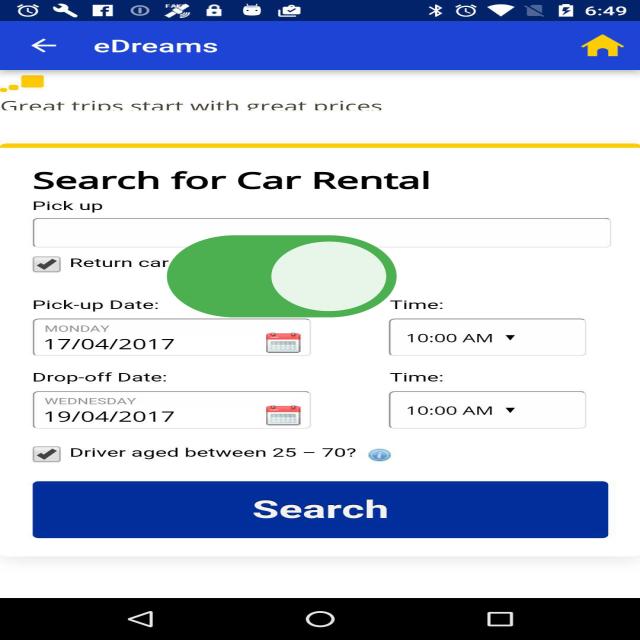 6:49
eDreams
Great trips start with great prices
Search for Car Rental
Pick up
Return car
Pick-up Date:
Time:
MONDAY
17/04/2017
10:00 AM
Drop-off Date:
Time:
WEDNESDAY
19/04/2017
10:00 AM
Driver aged between 25 – 70?
Search